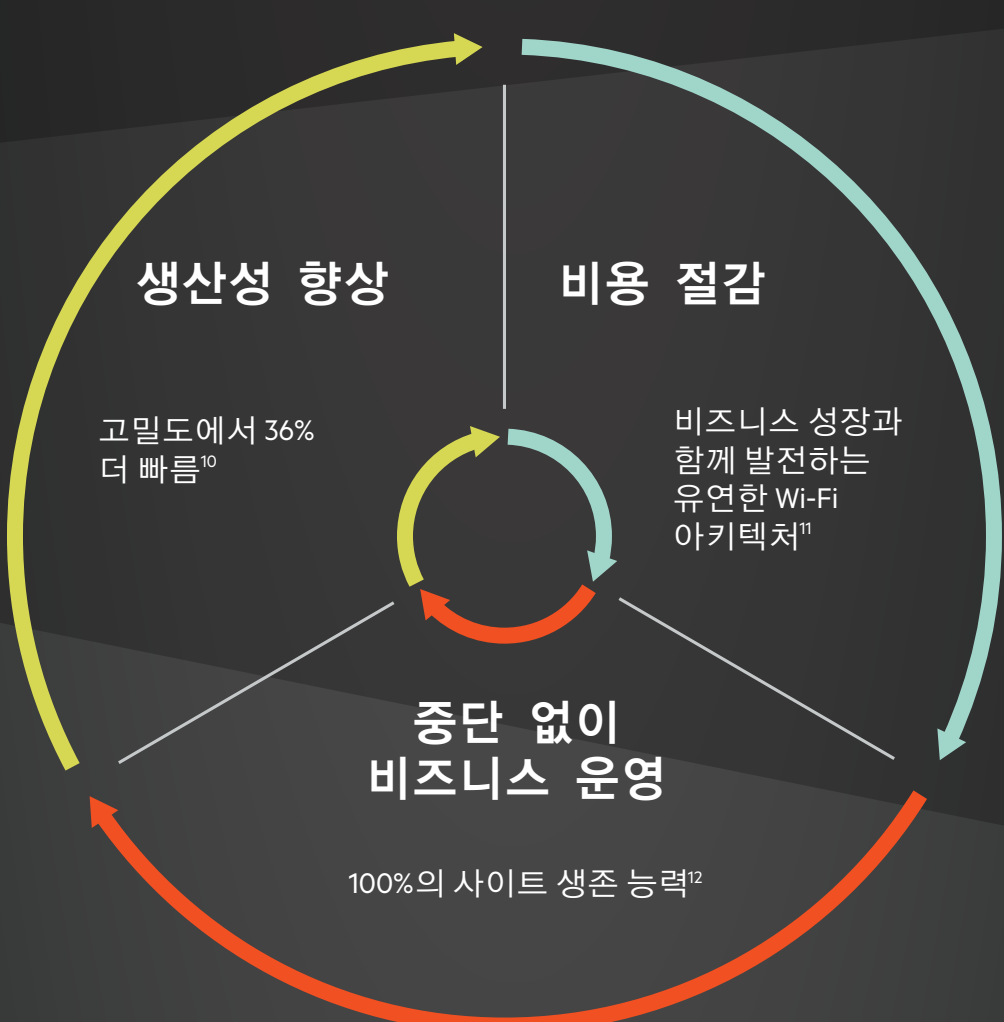 생산성 향상
고밀도에서 36%
더 빠름¹⁰
비용 절감
비즈니스 성장과
함께 발전하는
유연한 Wi-Fi
아키텍처¹¹
중단 없이
비즈니스 운영
100%의 사이트 생존 능력¹²